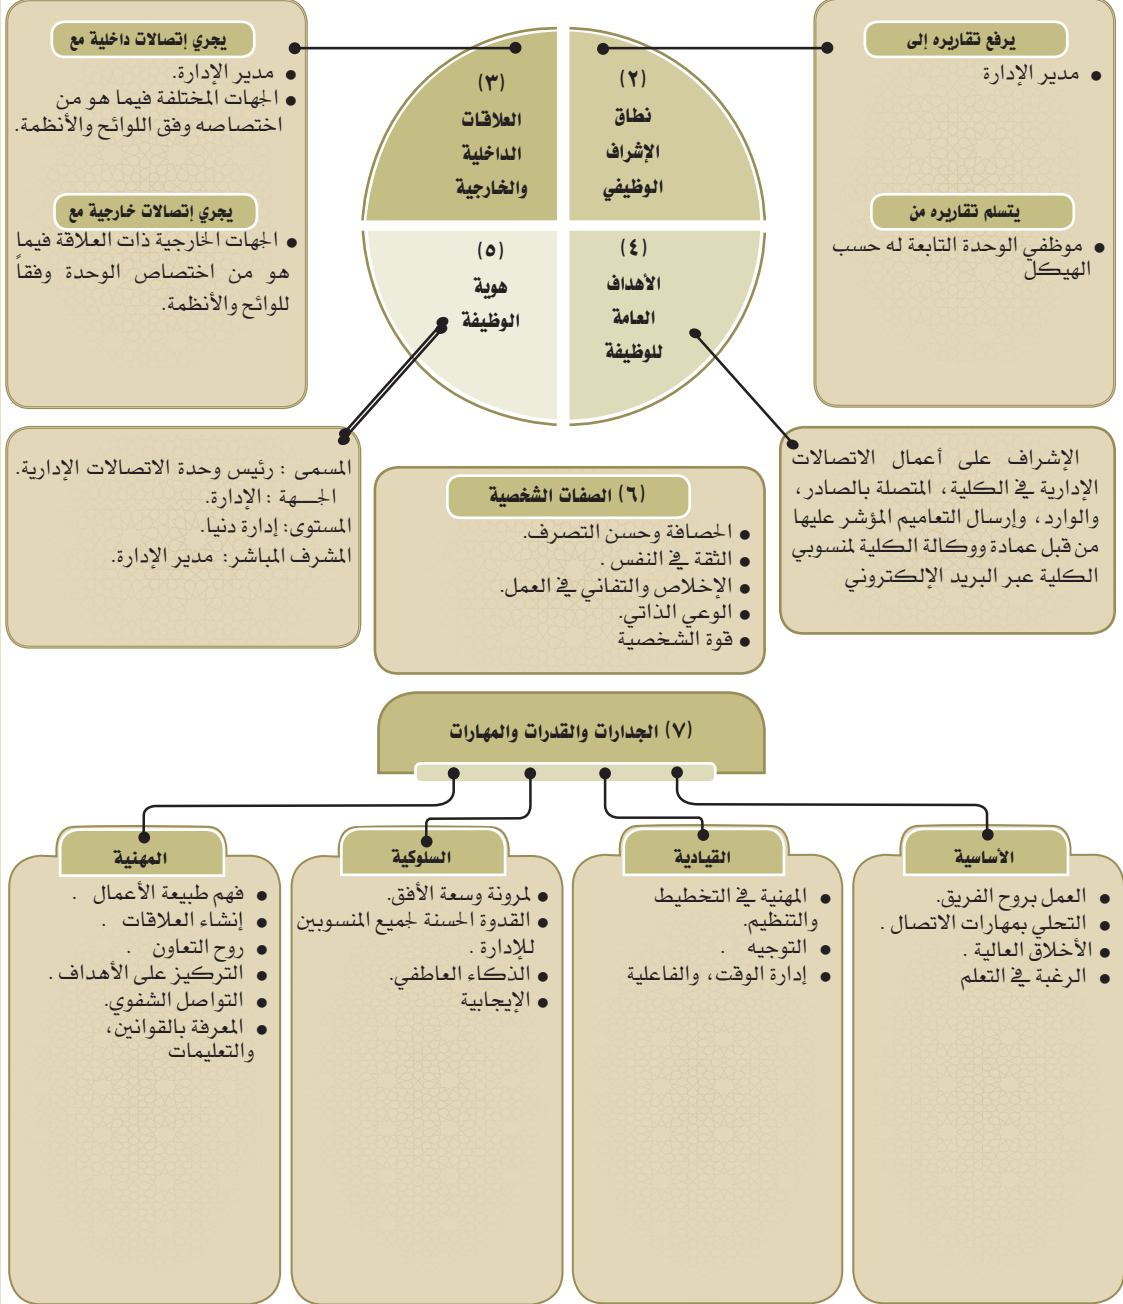 يرفع تقاريره إلى
● مدير الإدارة
يتسلم تقاريره من
● موظفي الوحدة التابعة له حسب
الهيكل
(٢)
نطاق
الإشراف
الوظيفي
(٣)
العلاقات
الداخلية
والخارجية
يجري إتصالات داخلية مع
● مدير الإدارة.
● الجهات المختلفة فيما هو من
اختصاصه وفق اللوائح والأنظمة.
يجري إتصالات خارجية مع
● الجهات الخارجية ذات العلاقة فيما
هو من اختصاص الوحدة وفقاً
للوائح والأنظمة.
(٤)
الأهداف
العامة
للوظيفة
(٥)
هوية
الوظيفة
الإشراف على أعمال الاتصالات
الإدارية في الكلية، المتصلة بالصادر،
والوارد، وإرسال التعاميم المؤشر عليها
من قبل عمادة ووكالة الكلية لمنسوبي
الكلية عبر البريد الإلكتروني
المسمى : رئيس وحدة الاتصالات الإدارية.
الجـــهة : الإدارة.
المستوى: إدارة دنيا.
المشرف المباشر: مدير الإدارة.
(٦) الصفات الشخصية
● الحصافة وحسن التصرف.
● الثقة في النفس .
● الإخلاص والتفاني في العمل.
● الوعي الذاتي.
● قوة الشخصية
(٧) الجدارات والقدرات والمهارات
الأساسية
● العمل بروح الفريق.
● التحلي بمهارات الاتصال .
● الأخلاق العالية .
● الرغبة في التعلم
القيادية
● المهنية في التخطيط
والتنظيم.
● التوجيه .
● إدارة الوقت، والفاعلية
السلوكية
● لمرونة وسعة الأفق.
● القدوة الحسنة لجميع المنسوبين
للإدارة .
● الذكاء العاطفي.
● الإيجابية
المهنية
● فهم طبيعة الأعمال .
● إنشاء العلاقات .
● روح التعاون .
● التركيز على الأهداف .
● التواصل الشفوي.
● المعرفة بالقوانين،
والتعليمات